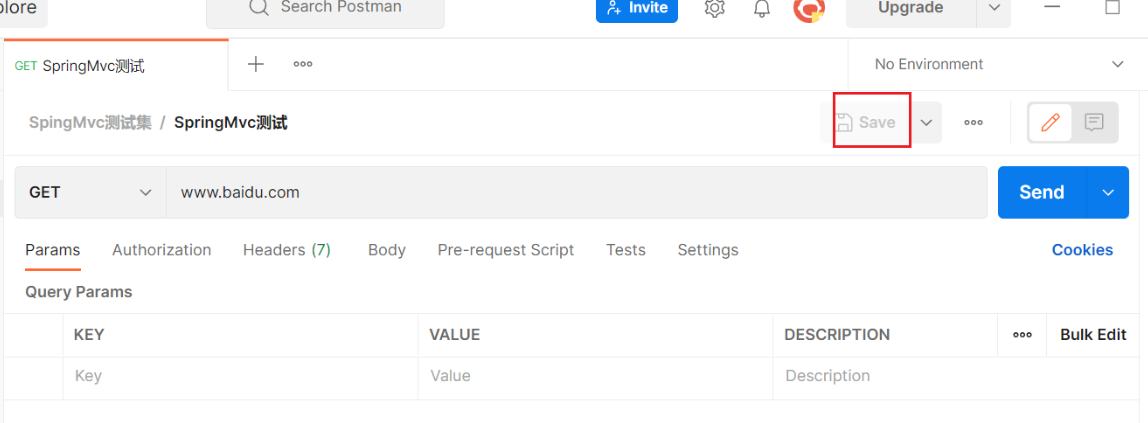 plore Search Postman Invite Upgrade
GET SpringMvc测试 No Environment
SpingMvc测试集 / SpringMvc测试 Save
GET www.baidu.com Send
Params Authorization Headers (7) Body Pre-request Script Tests Settings Cookies
Query Params
KEY VALUE DESCRIPTION Bulk Edit
Key Value Description